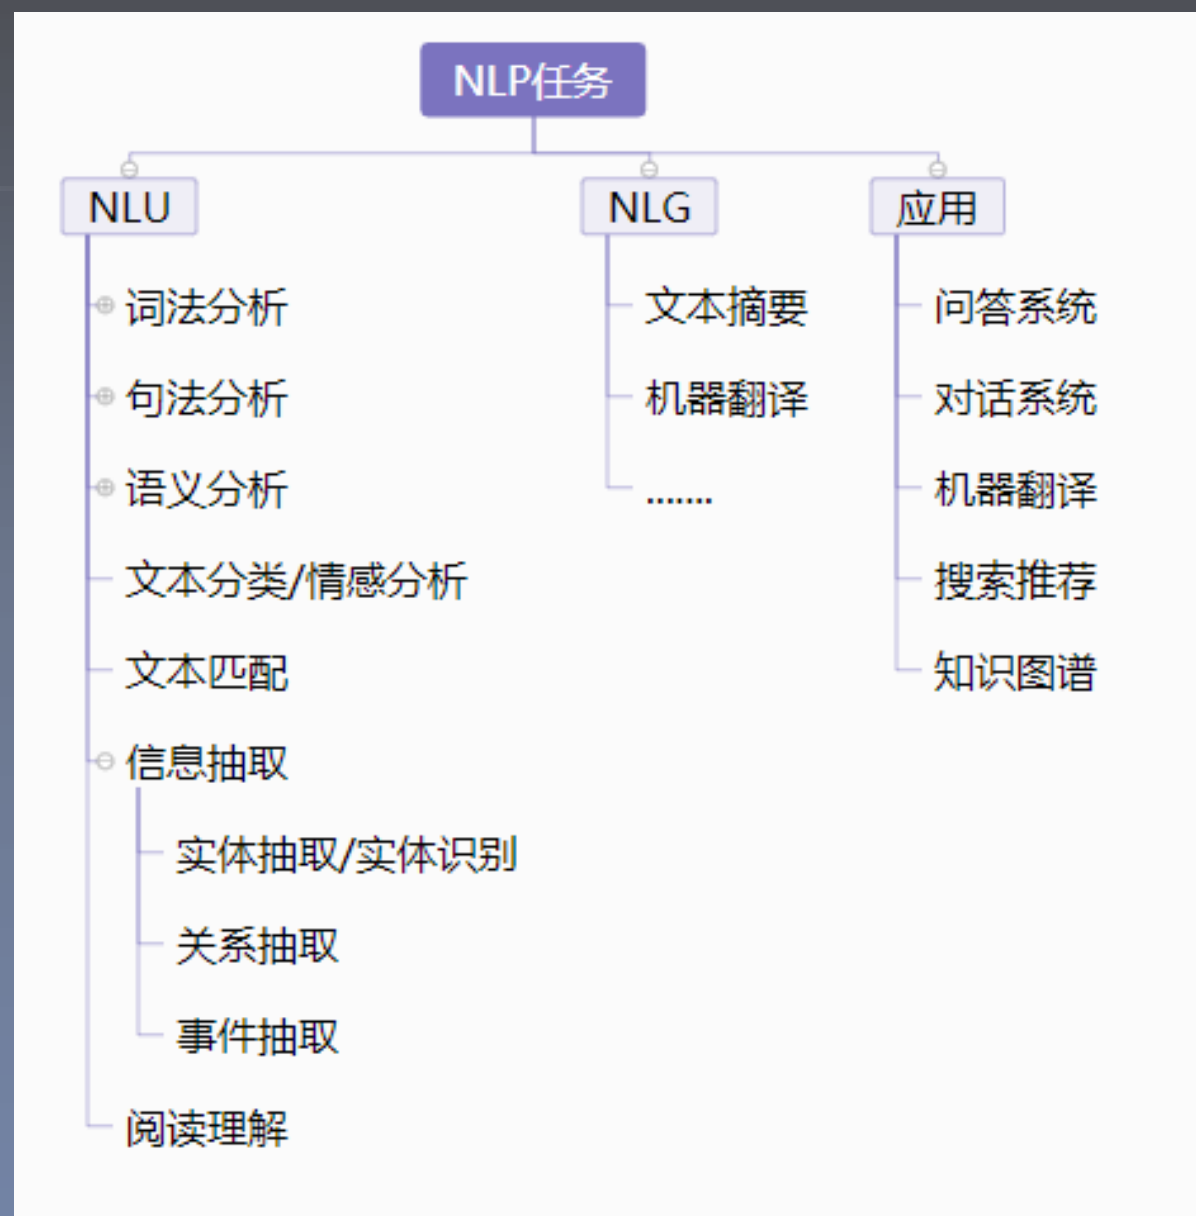 NLP任务
NLU
词法分析
句法分析
语义分析
文本分类/情感分析
文本匹配
信息抽取
实体抽取/实体识别
关系抽取
事件抽取
阅读理解
NLG
文本摘要
机器翻译
.......
应用
问答系统
对话系统
机器翻译
搜索推荐
知识图谱